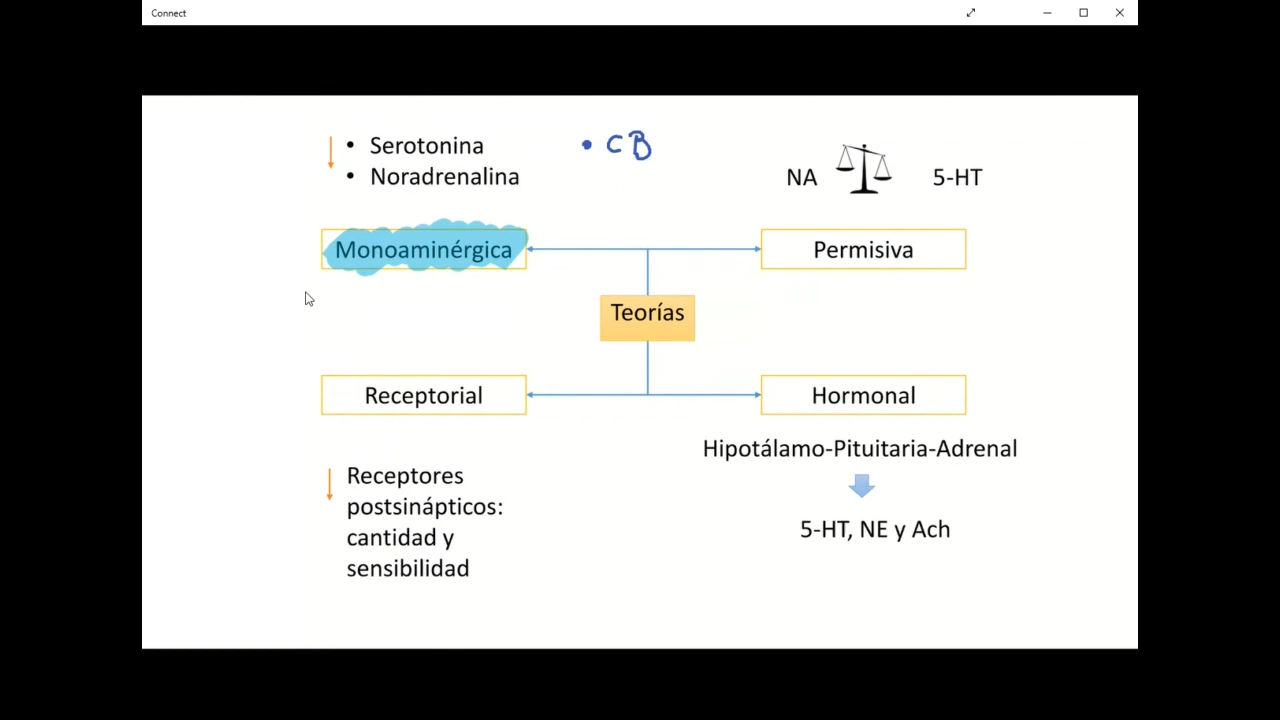 Connect
• Serotonina
• Noradrenalina
• CB
NA
5-HT
Monoaminérgica
Permisiva
Teorías
Receptorial
Hormonal
Receptores
postsinápticos:
cantidad y
sensibilidad
Hipotálamo-Pituitaria-Adrenal
5-HT, NE y Ach